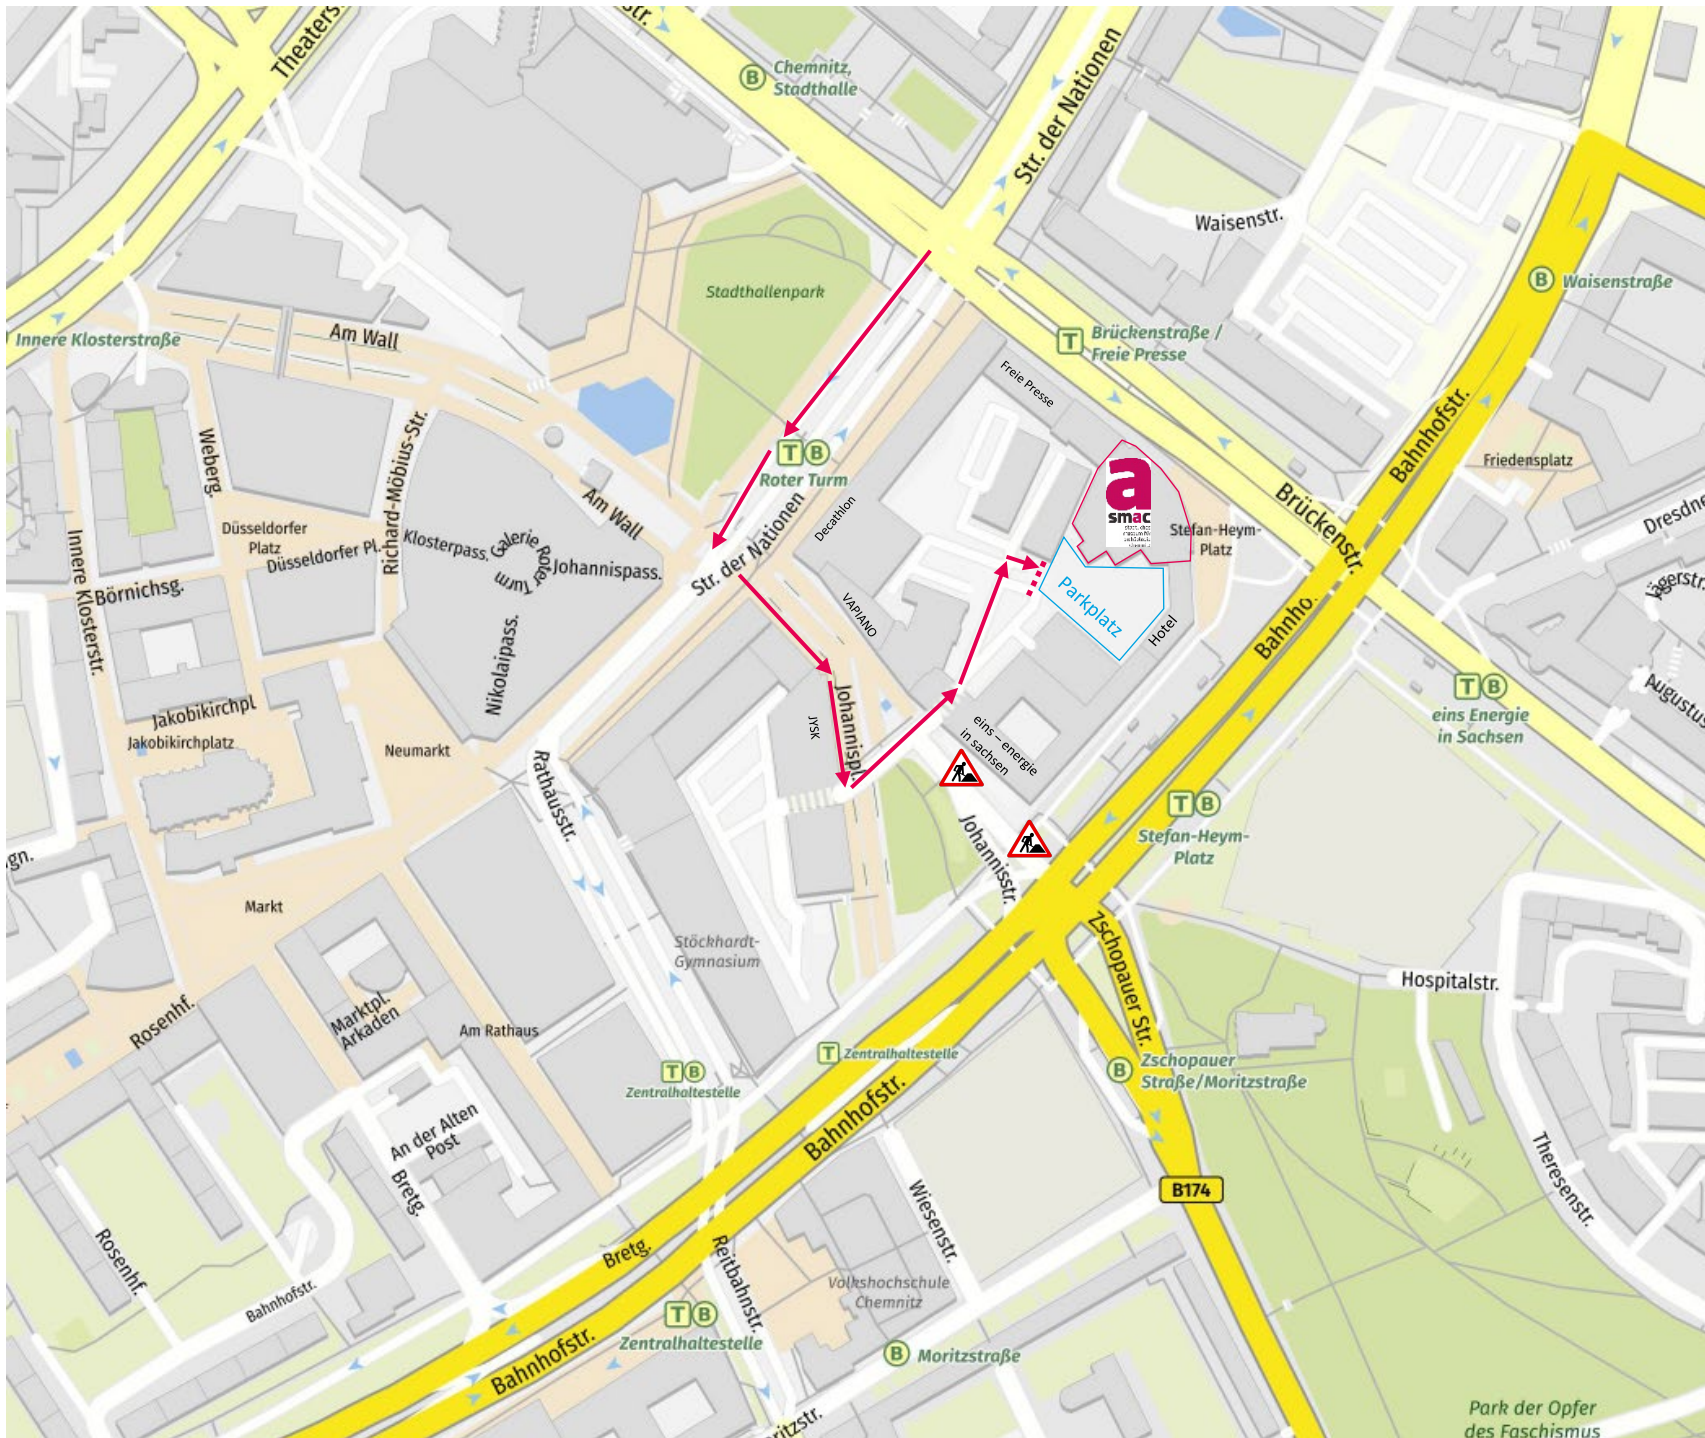 Theaters.
str.
Chemnitz,
Stadthalle
Str. der Nationen
Waisenstr.
Waisenstraße
Stadthallenpark
Innere Klosterstraße
Am Wall
Brückenstraße /
Freie Presse
Freie Presse
T
B
Roter Turm
Decathlon
Weberg.
Richard-Möbius-Str.
Am Wall
Düsseldorfer
Platz
Düsseldorfer Pl.
Klosterpass.
Galerie Roter
Turm
Johannispass.
Str. der Nationen
a
smac
Stefan-Heym-
Platz
Brückenstr.
Bahnhofstr.
Friedensplatz
Dresdne
Jägerstr.
Augustus
Innere Klosterstr.
Börnichsg.
Nikolaipass.
VAPIANO
Parkplatz
Hotel
Bahnho.
T B
eins Energie
in Sachsen
Jakobikirchpl
Jakobikirchplatz
Neumarkt
JYSK
Johannispl.
eins – energie
in sachsen
Rathausstr.
Johannisstr.
T B
Stefan-Heym-
Platz
gn.
Markt
Stöckhardt-
Gymnasium
Zschopauer Str.
Hospitalstr.
Rosenhf.
Marktpl.
Arkaden
Am Rathaus
T
Zentralhaltestelle
T B
Zentralhaltestelle
B
Zschopauer
Straße/Moritzstraße
Bahnhofstr.
An der Alten
Post
Bretg.
Theresenstr.
B174
Wiesenstr.
Rosenhf.
Bretg.
Reitbahnstr.
Bahnhofstr.
Volkshochschule
Chemnitz
T B
Zentralhaltestelle
B
Moritzstraße
Bahnhofstr.
ritzstr.
Park der Opfer
des Faschismus